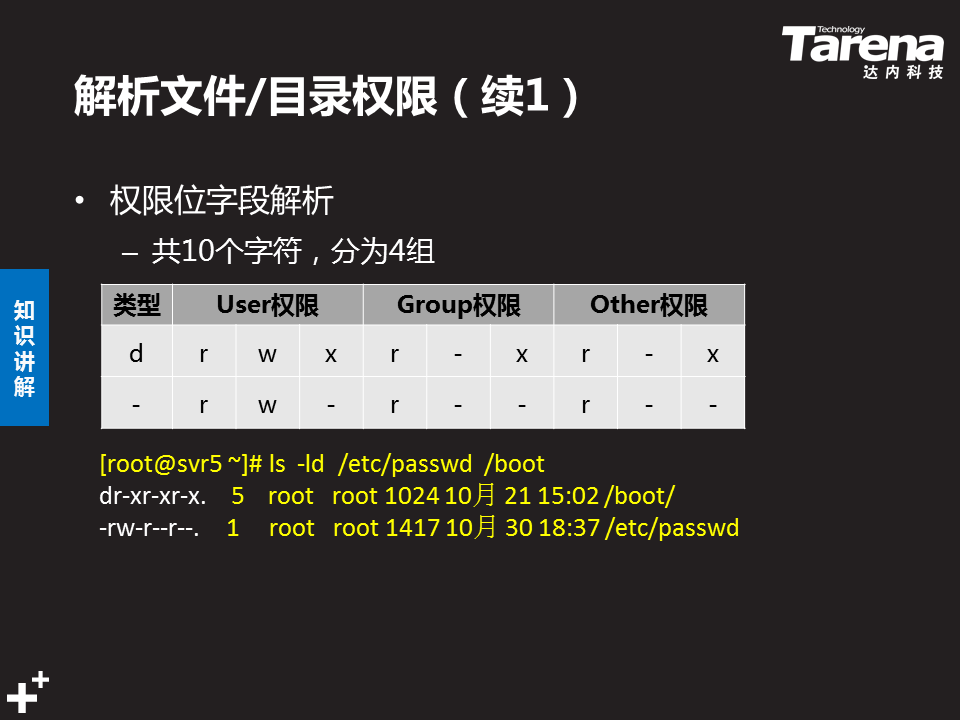 Technology
Tarena
达内科技
解析文件/目录权限（续1）
• 权限位字段解析
– 共10个字符，分为4组
知识讲解
类型 User权限 Group权限 Other权限
d r w x r - x r - x
- r w - r - - r - -
[root@svr5 ~]# ls -ld /etc/passwd /boot
dr-xr-xr-x. 5 root root 1024 10月 21 15:02 /boot/
-rw-r--r--. 1 root root 1417 10月 30 18:37 /etc/passwd